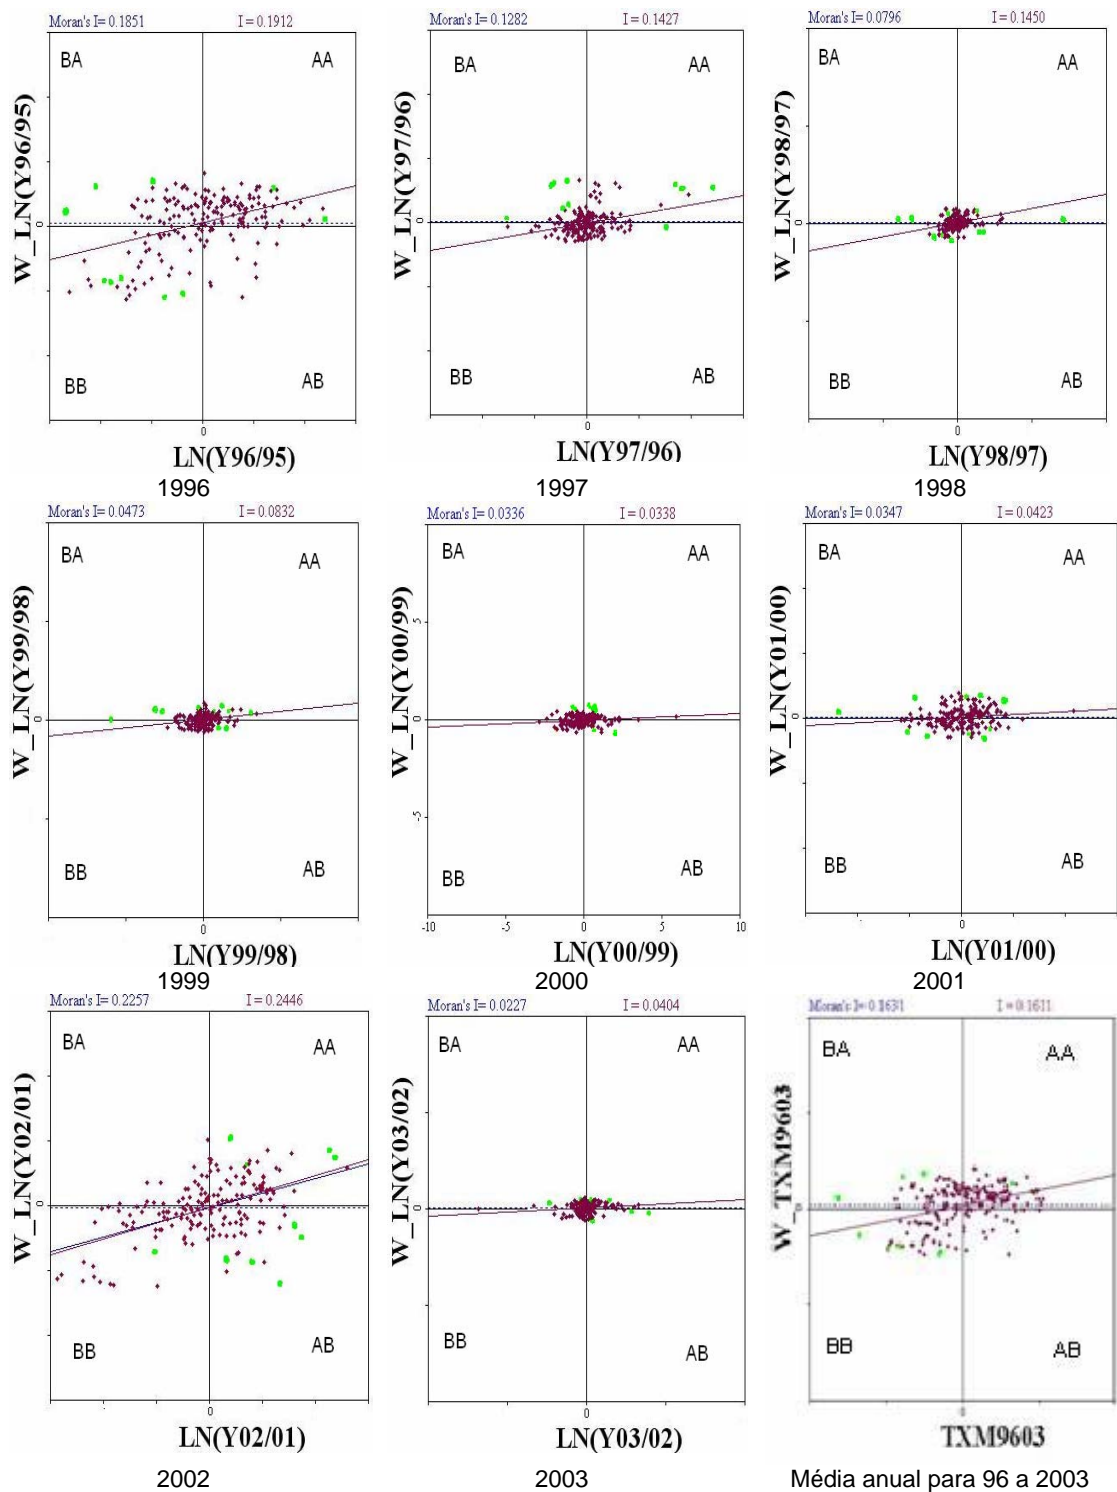 Moran's I= 0.1851 I = 0.1912
BA AA
W_LN(Y96/95)
0
BB AB
0
LN(Y96/95)
1996
Moran's I= 0.1282 I = 0.1427
BA AA
W_LN(Y97/96)
0
BB AB
0
LN(Y97/96)
1997
Moran's I= 0.0796 I = 0.1450
BA AA
W_LN(Y98/97)
0
BB AB
0
LN(Y98/97)
1998
Moran's I= 0.0473 I = 0.0832
BA AA
W_LN(Y99/98)
0
BB AB
0
LN(Y99/98)
1999
Moran's I= 0.0336 I = 0.0338
BA AA
W_LN(Y00/99)
5
0
-5
BB AB
-10 -5 0 5 10
LN(Y00/99)
2000
Moran's I= 0.0347 I = 0.0423
BA AA
W_LN(Y01/00)
0
BB AB
0
LN(Y01/00)
2001
Moran's I= 0.2257 I = 0.2446
BA AA
W_LN(Y02/01)
0
BB AB
0
LN(Y02/01)
2002
Moran's I= 0.0227 I = 0.0404
BA AA
W_LN(Y03/02)
0
BB AB
0
LN(Y03/02)
2003
Moran's I= 0.1631 I = 0.1611
BA AA
W_TXM9603
0
BB AB
0
TXM9603
Média anual para 96 a 2003